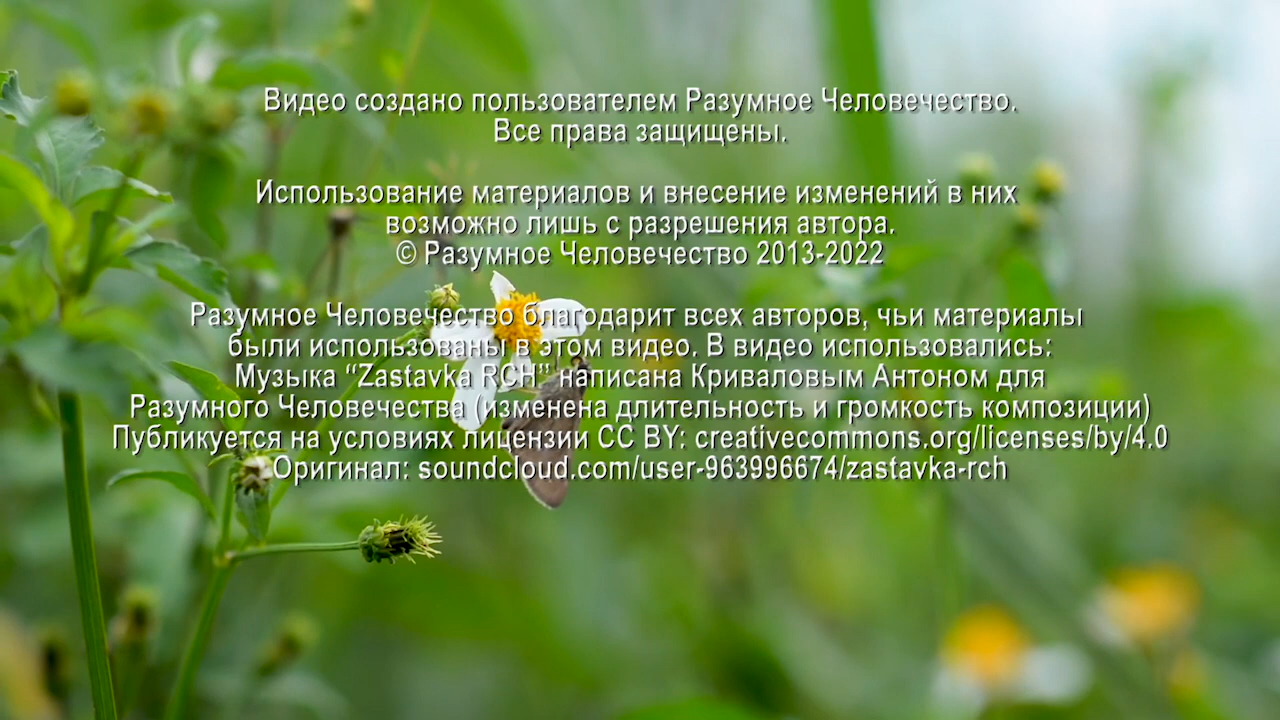 Видео создано пользователем Разумное Человечество.
Все права защищены.
Использование материалов и внесение изменений в них
возможно лишь с разрешения автора.
© Разумное Человечество 2013-2022
Разумное Человечество благодарит всех авторов, чьи материалы
были использованы в этом видео. В видео использовались:
Музыка “Zastavka RCH” написана Криваловым Антоном для
Разумного Человечества (изменена длительность и громкость композиции)
Публикуется на условиях лицензии CC BY: creativecommons.org/licenses/by/4.0
Оригинал: soundcloud.com/user-963996674/zastavka-rch